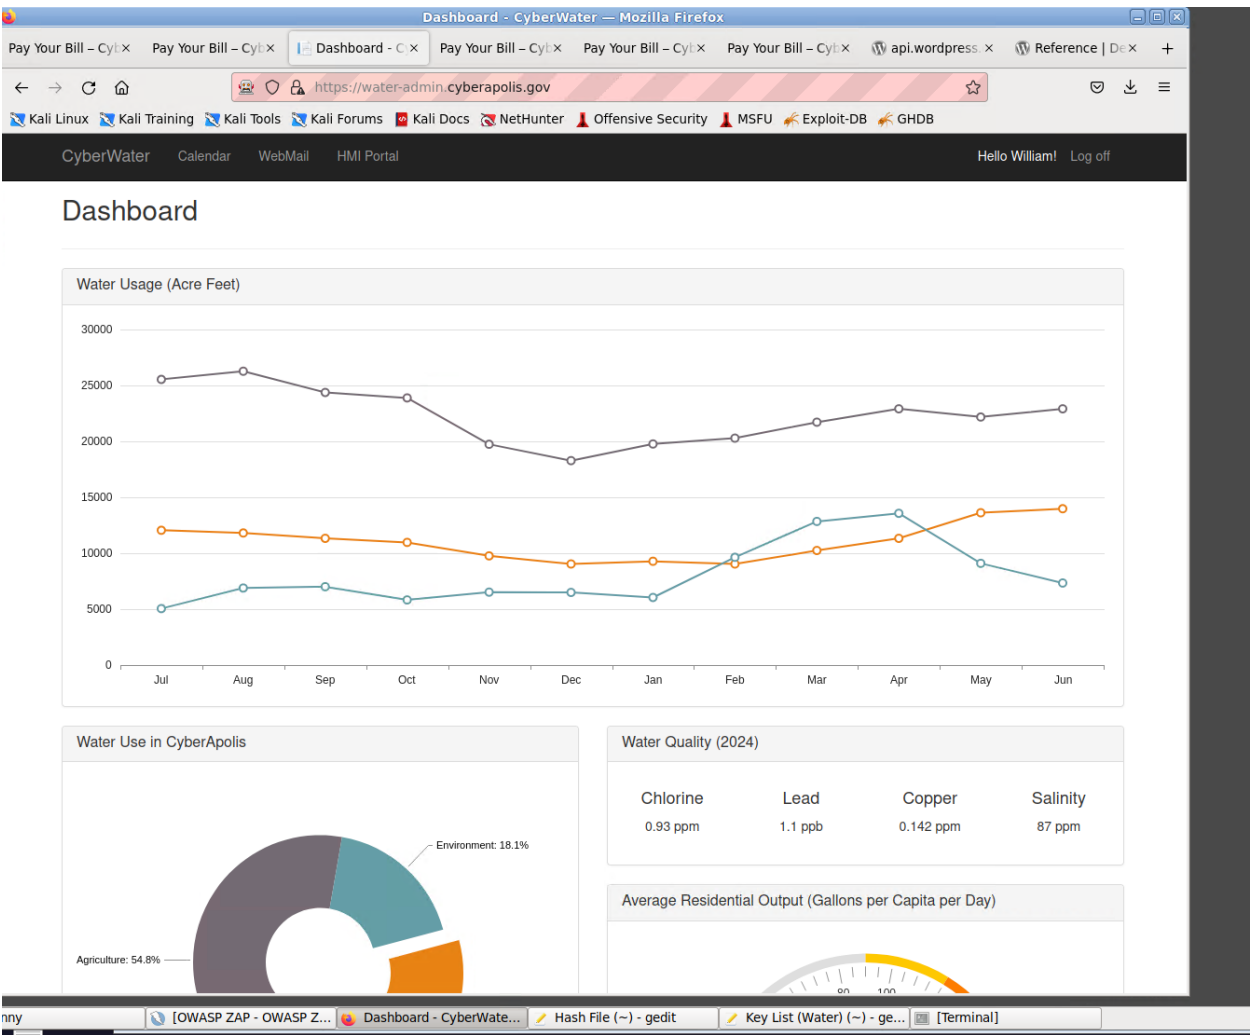 Dashboard - CyberWater — Mozilla Firefox
Pay Your Bill – Cyb × Pay Your Bill – Cyb × Dashboard - C × Pay Your Bill – Cyb × Pay Your Bill – Cyb × Pay Your Bill – Cyb × api.wordpress. × Reference | De × +
https://water-admin.cyberapolis.gov
Kali Linux Kali Training Kali Tools Kali Forums Kali Docs NetHunter Offensive Security MSFU Exploit-DB GHDB
CyberWater Calendar WebMail HMI Portal Hello William! Log off
Dashboard
Water Usage (Acre Feet)
30000
25000
20000
15000
10000
5000
0
Jul Aug Sep Oct Nov Dec Jan Feb Mar Apr May Jun
Water Use in CyberApolis
Environment: 18.1%
Agriculture: 54.8%
Water Quality (2024)
Chlorine Lead Copper Salinity
0.93 ppm 1.1 ppb 0.142 ppm 87 ppm
Average Residential Output (Gallons per Capita per Day)
80 100
nny [OWASP ZAP - OWASP Z... Dashboard - CyberWate... Hash File (~) - gedit Key List (Water) (~) - ge... [Terminal]